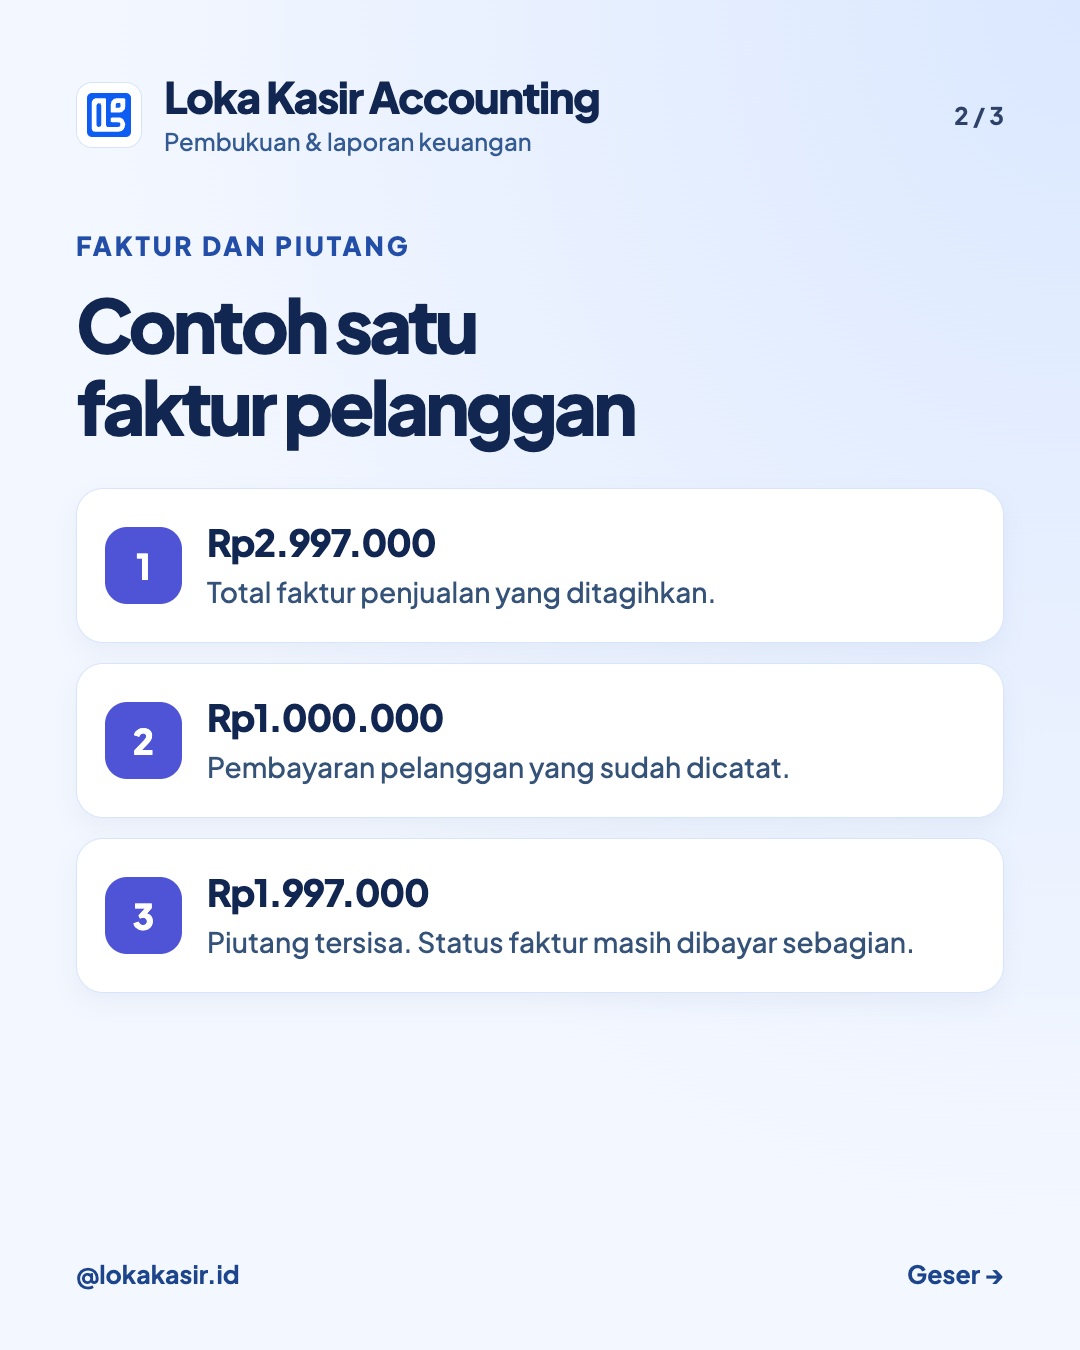 Loka Kasir Accounting
Pembukuan & laporan keuangan
2 / 3
FAKTUR DAN PIUTANG
Contoh satu
faktur pelanggan
1
Rp2.997.000
Total faktur penjualan yang ditagihkan.
2
Rp1.000.000
Pembayaran pelanggan yang sudah dicatat.
3
Rp1.997.000
Piutang tersisa. Status faktur masih dibayar sebagian.
@lokakasir.id
Geser →